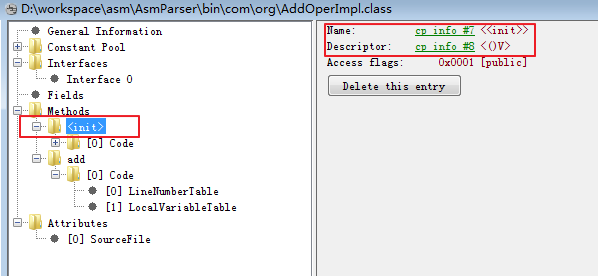 D:\workspace\asm\AsmParser\bin\com\org\AddOperImpl.class
General Information
Constant Pool
Interfaces
Interface 0
Fields
Methods
<init>
[0] Code
add
[0] Code
[0] LineNumberTable
[1] LocalVariableTable
Attributes
[0] SourceFile
Name: cp info #7 <<init>>
Descriptor: cp info #8 <()V>
Access flags: 0x0001 [public]
Delete this entry